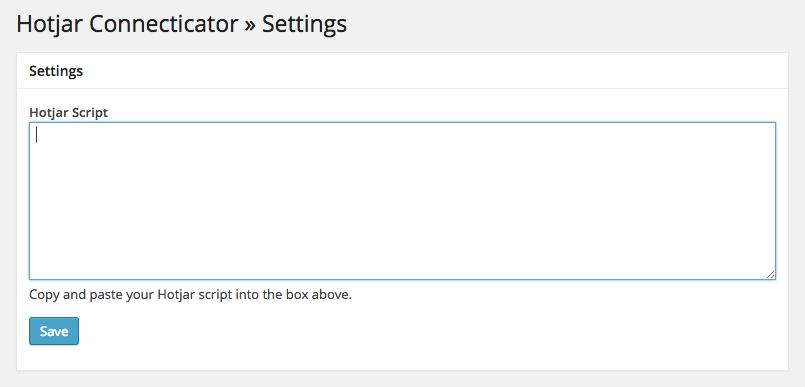 Hotjar Connecticator » Settings
Settings
Hotjar Script
Copy and paste your Hotjar script into the box above.
Save